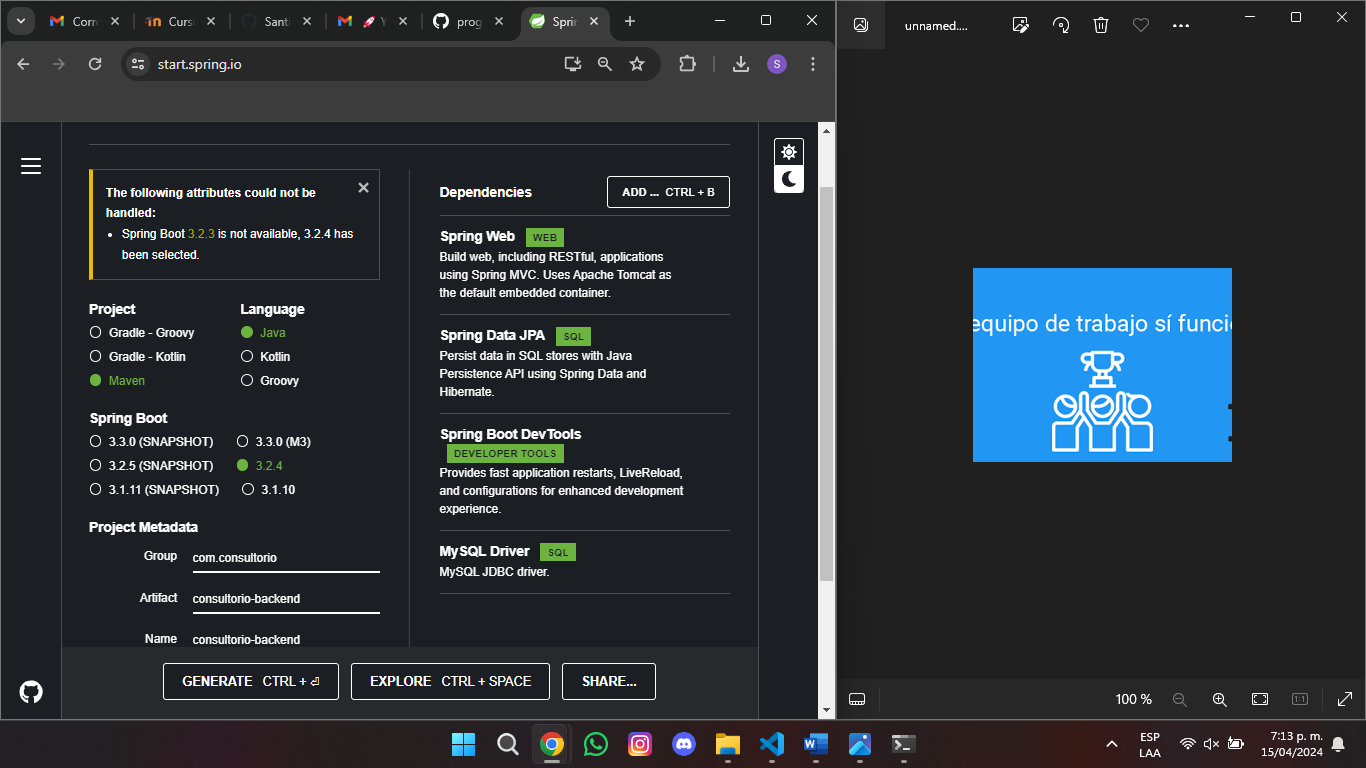 Corre
Curs
Santi
Y
prog
Sprin
start.spring.io
The following attributes could not be
handled:
Spring Boot 3.2.3 is not available, 3.2.4 has
been selected.
Project
Gradle - Groovy
Gradle - Kotlin
Maven
Language
Java
Kotlin
Groovy
Spring Boot
3.3.0 (SNAPSHOT)
3.3.0 (M3)
3.2.5 (SNAPSHOT)
3.2.4
3.1.11 (SNAPSHOT)
3.1.10
Project Metadata
Group com.consultorio
Artifact consultorio-backend
Name consultorio-backend
Dependencies
ADD ... CTRL + B
Spring Web WEB
Build web, including RESTful, applications
using Spring MVC. Uses Apache Tomcat as
the default embedded container.
Spring Data JPA SQL
Persist data in SQL stores with Java
Persistence API using Spring Data and
Hibernate.
Spring Boot DevTools
DEVELOPER TOOLS
Provides fast application restarts, LiveReload,
and configurations for enhanced development
experience.
MySQL Driver SQL
MySQL JDBC driver.
GENERATE CTRL + ⏎
EXPLORE CTRL + SPACE
SHARE...
unnamed....
equipo de trabajo sí funci
100 %
1:1
ESP
LAA
7:13 p. m.
15/04/2024